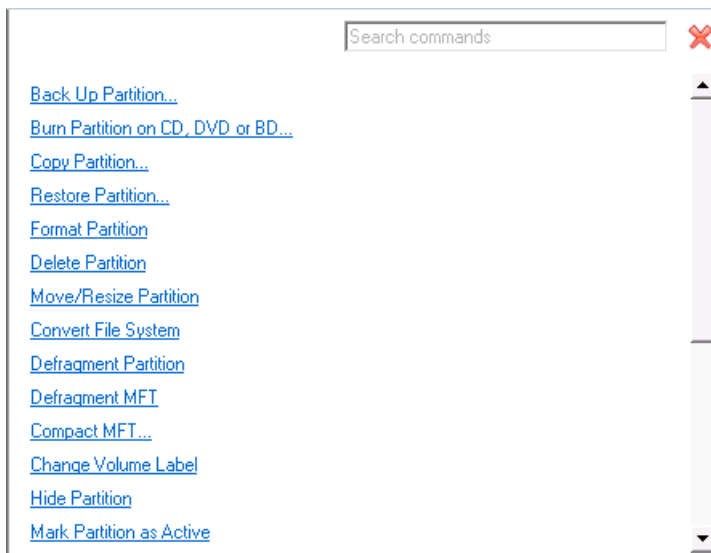 Search commands
Back Up Partition...
Burn Partition on CD, DVD or BD...
Copy Partition...
Restore Partition...
Format Partition
Delete Partition
Move/Resize Partition
Convert File System
Defragment Partition
Defragment MFT
Compact MFT...
Change Volume Label
Hide Partition
Mark Partition as Active